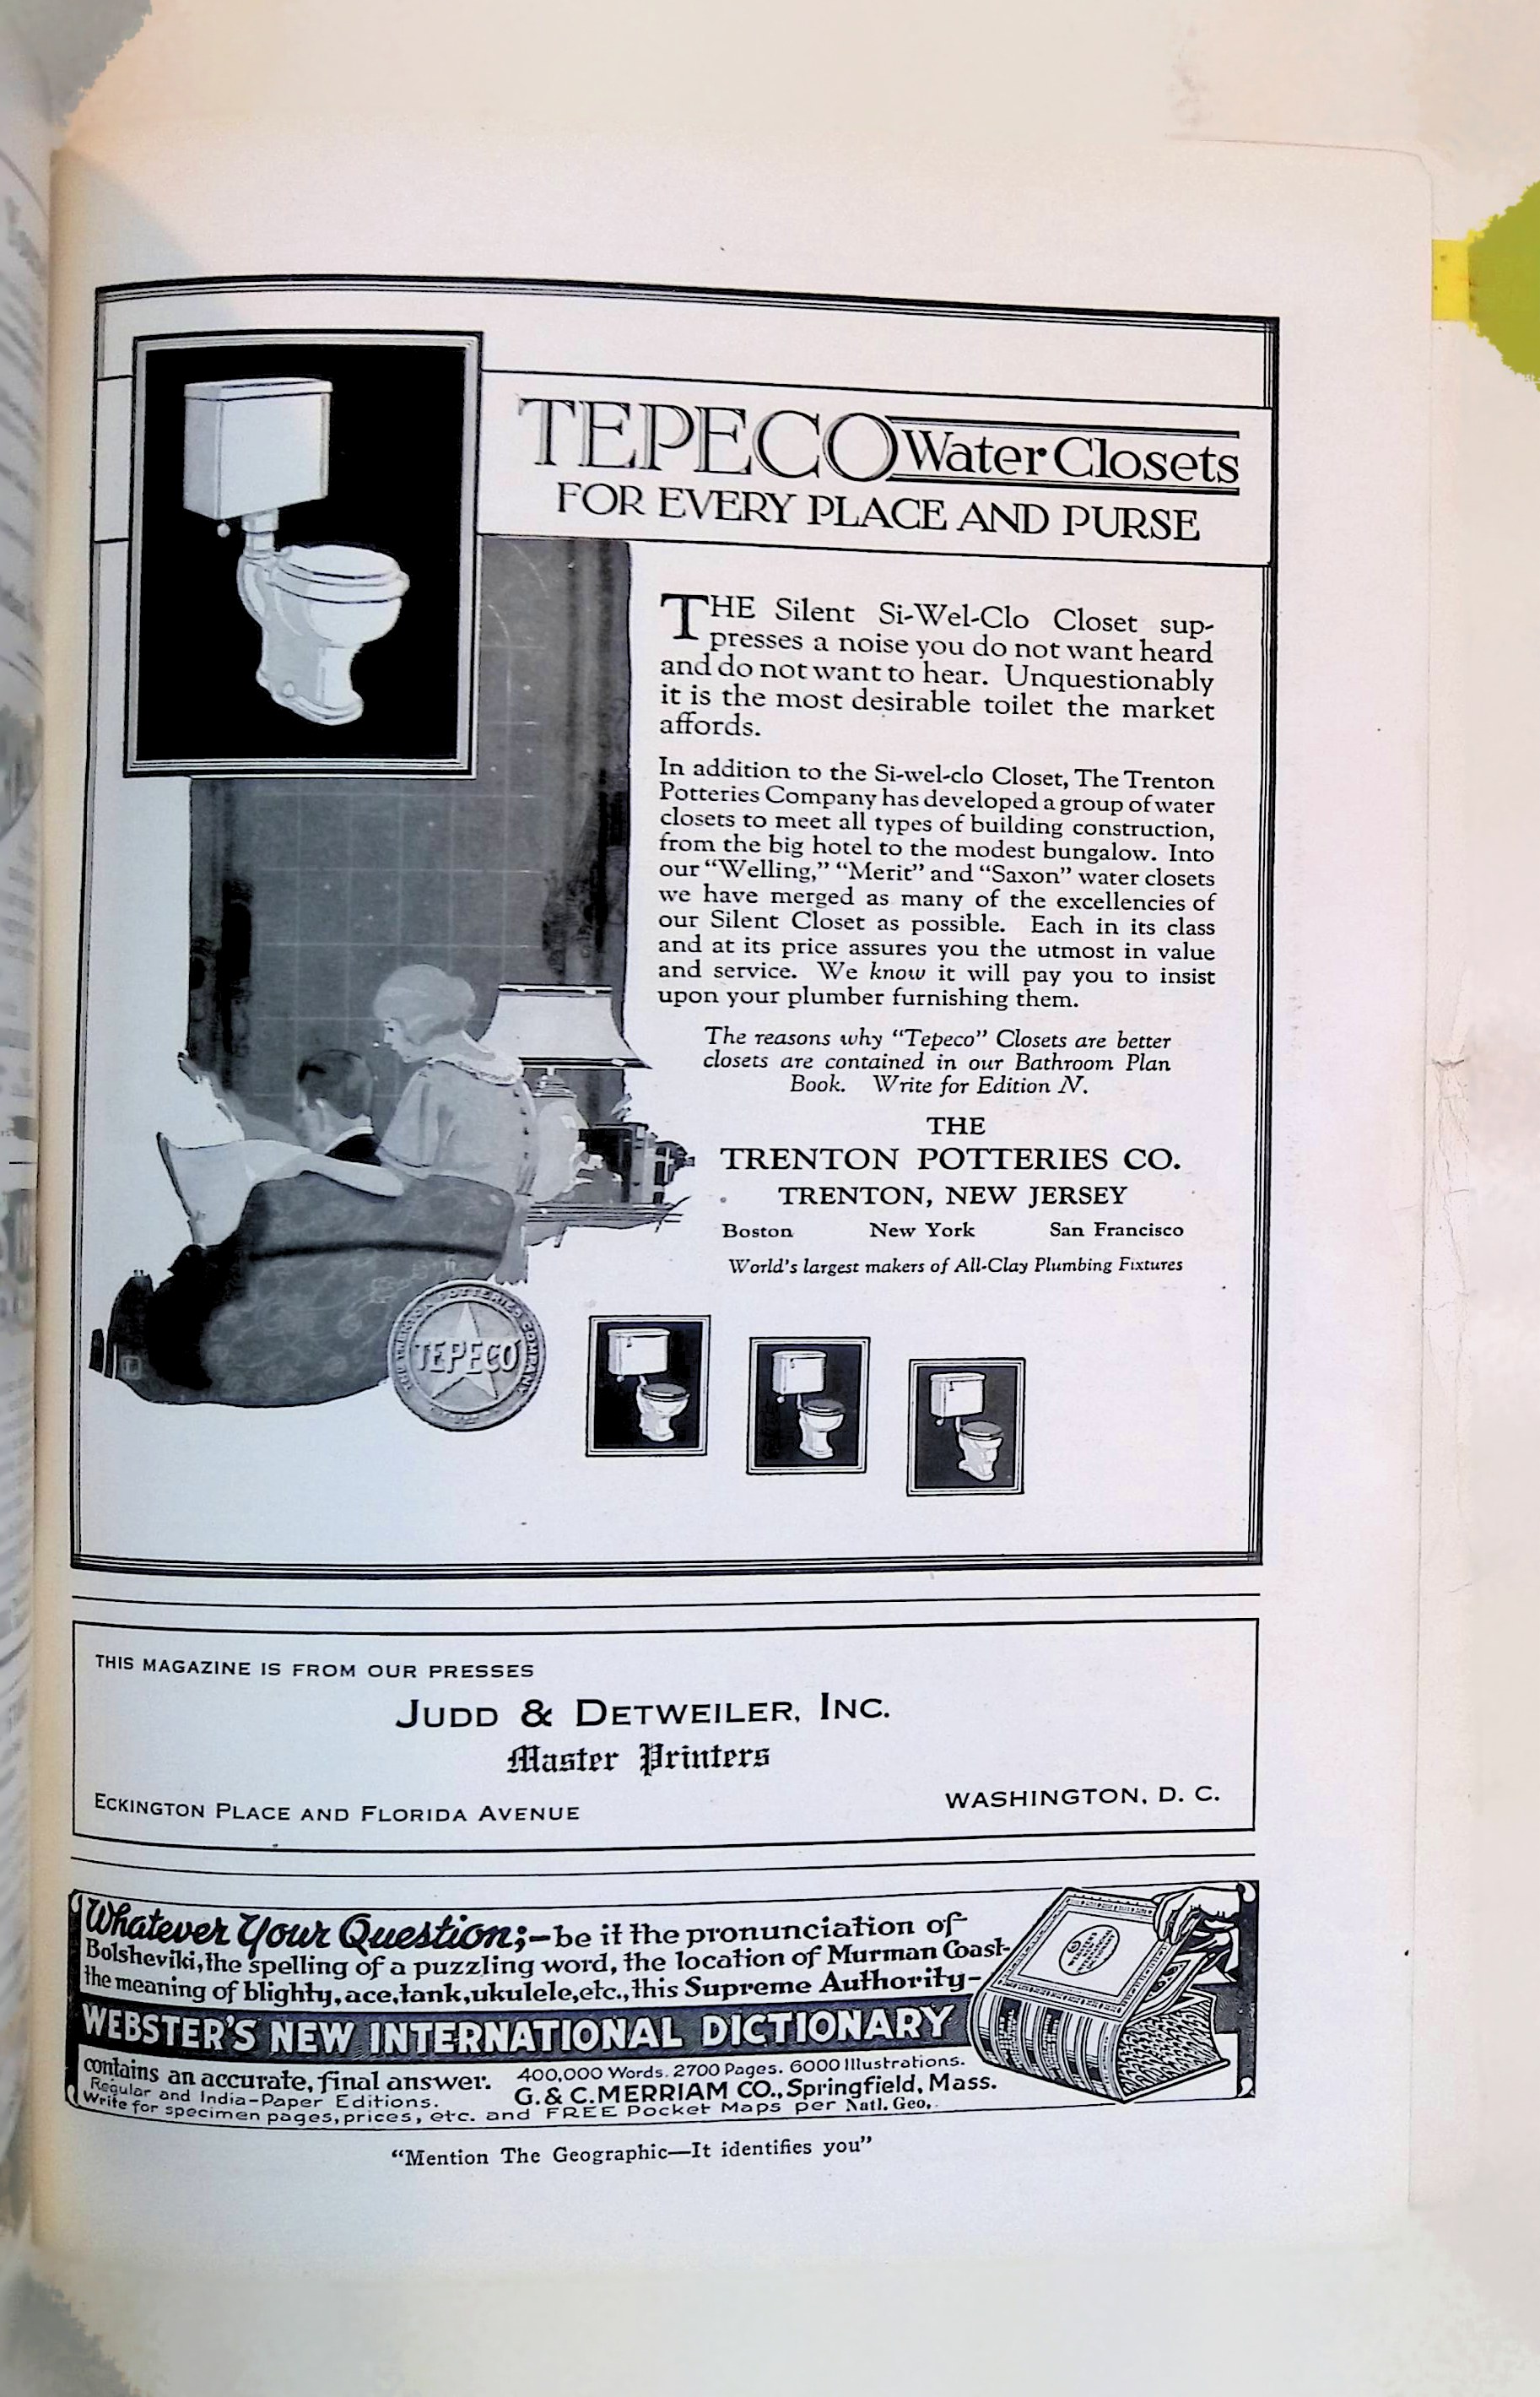 TEPECO Water Closets
FOR EVERY PLACE AND PURSE
THE Silent Si-Wel-Clo Closet sup-
presses a noise you do not want heard
and do not want to hear. Unquestionably
it is the most desirable toilet the market
affords.
In addition to the Si-wel-clo Closet, The Trenton
Potteries Company has developed a group of water
closets to meet all types of building construction,
from the big hotel to the modest bungalow. Into
our “Welling,” “Merit” and “Saxon” water closets
we have merged as many of the excellencies of
our Silent Closet as possible. Each in its class
and at its price assures you the utmost in value
and service. We know it will pay you to insist
upon your plumber furnishing them.
The reasons why “Tepeco” Closets are better
closets are contained in our Bathroom Plan
Book. Write for Edition N.
THE
TRENTON POTTERIES CO.
TRENTON, NEW JERSEY
Boston New York San Francisco
World's largest makers of All-Clay Plumbing Fixtures
THE TRENTON POTTERIES COMPANY
TEPECO
THIS MAGAZINE IS FROM OUR PRESSES
JUDD & DETWEILER, INC.
Master Printers
ECKINGTON PLACE AND FLORIDA AVENUE WASHINGTON, D. C.
Whatever Your Question;—be it the pronunciation of
Bolsheviki, the spelling of a puzzling word, the location of Murman Coast-
the meaning of blighty, ace, tank, ukulele, etc., this Supreme Authority-
WEBSTER'S NEW INTERNATIONAL DICTIONARY
contains an accurate, final answer. 400,000 Words. 2700 Pages. 6000 Illustrations.
Regular and India-Paper Editions. G. & C. MERRIAM CO., Springfield, Mass.
Write for specimen pages, prices, etc. and FREE Pocket Maps per Natl. Geo.
“Mention The Geographic—It identifies you”